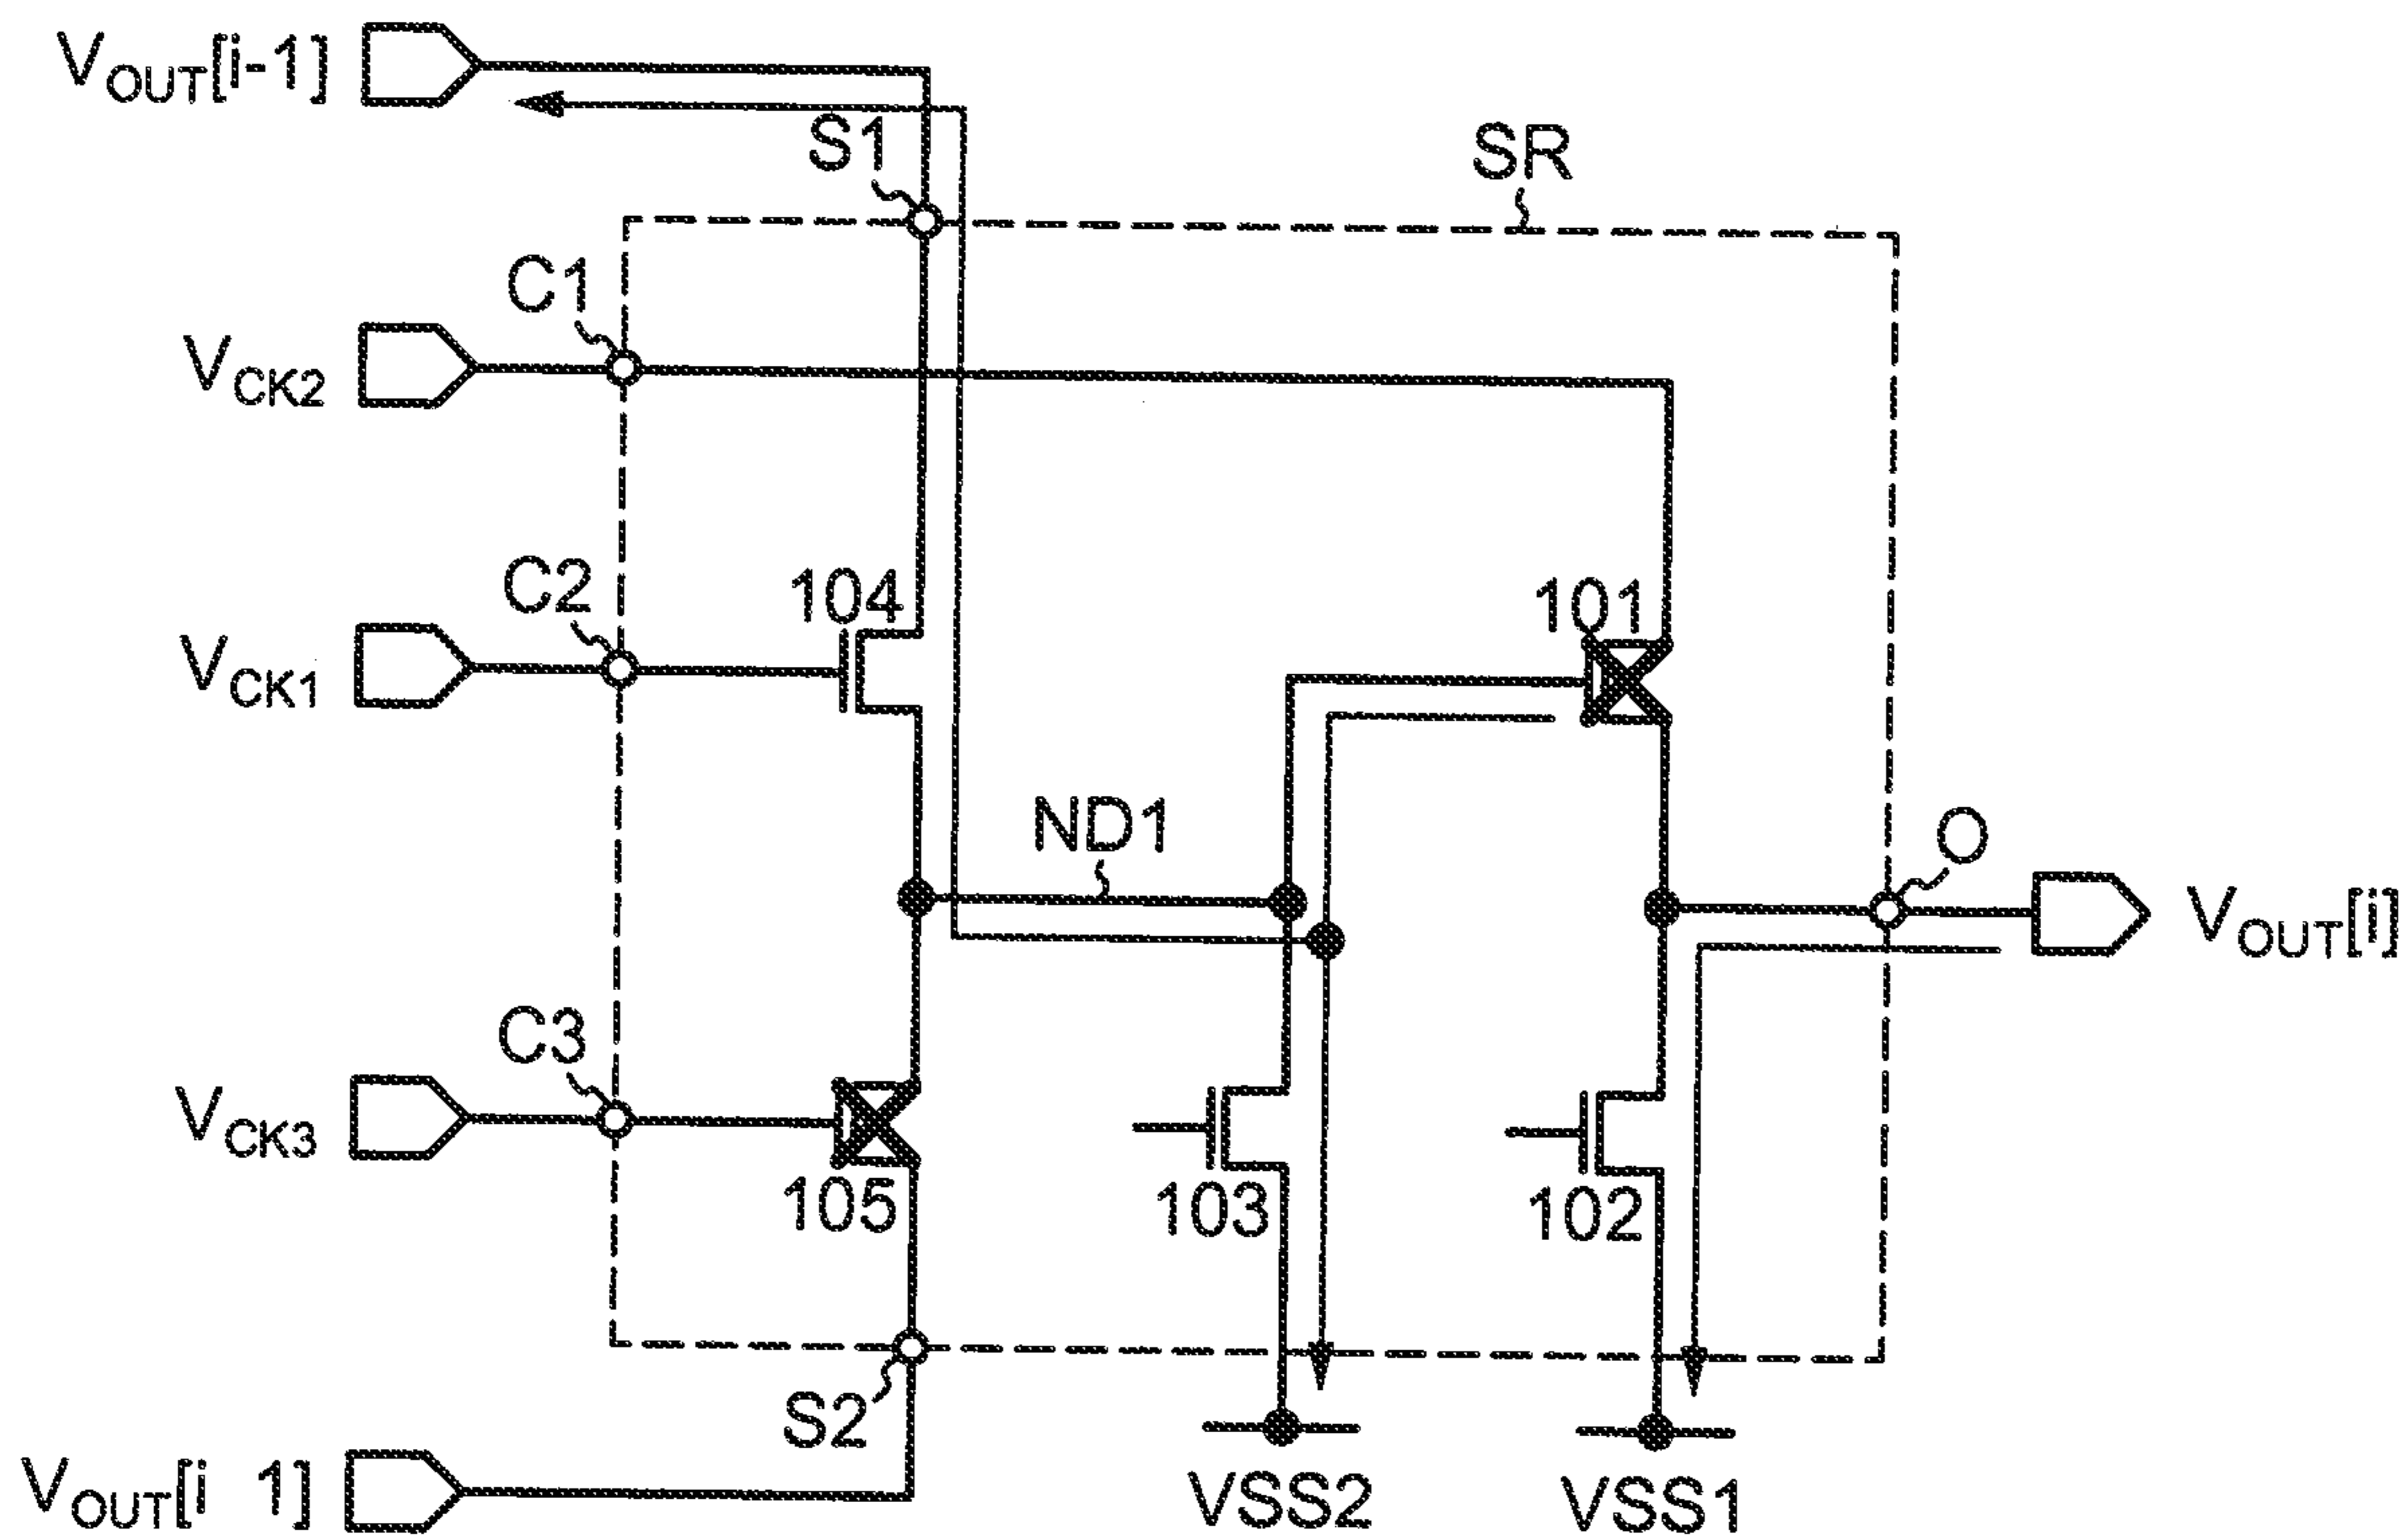 VOUT[i-1]
S1
SR
C1
VCK2
C2
104
101
VCK1
ND1
O
VOUT[i]
C3
VCK3
105
103
102
S2
VOUT[i 1]
VSS2
VSS1